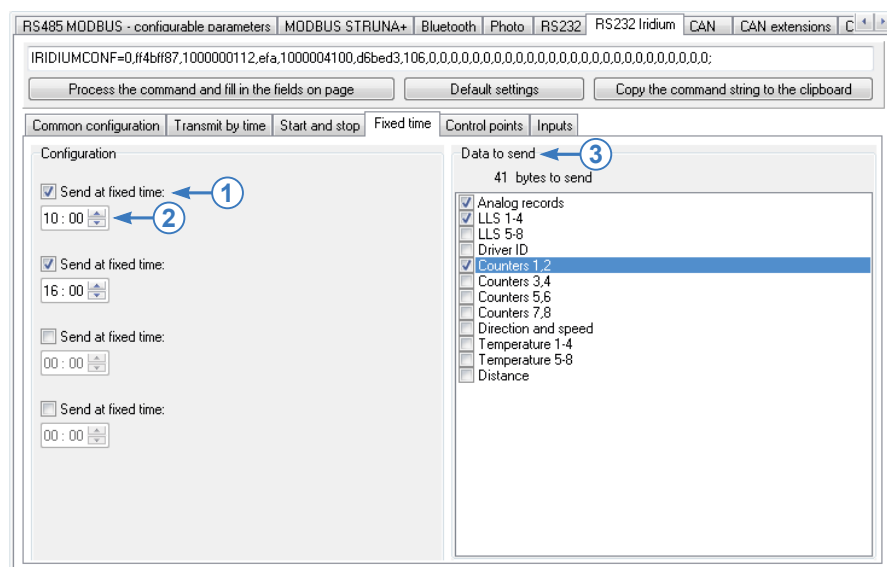 RS485 MODBUS - configurable parameters MODBUS STRUNA+ Bluetooth Photo RS232 RS232 Iridium CAN CAN extensions C
IRIDIUMCONF=0,ff4bff87,1000000112,efa,1000004100,d6bed3,106,0,0,0,0,0,0,0,0,0,0,0,0,0,0,0,0,0,0,0,0,0,0,0,0,0;
Process the command and fill in the fields on page Default settings Copy the command string to the clipboard
Common configuration Transmit by time Start and stop Fixed time Control points Inputs
Configuration
Send at fixed time: 1
10 : 00 2
Send at fixed time:
16 : 00
Send at fixed time:
00 : 00
Send at fixed time:
00 : 00
Data to send 3
41 bytes to send
Analog records
LLS 1-4
LLS 5-8
Driver ID
Counters 1,2
Counters 3,4
Counters 5,6
Counters 7,8
Direction and speed
Temperature 1-4
Temperature 5-8
Distance